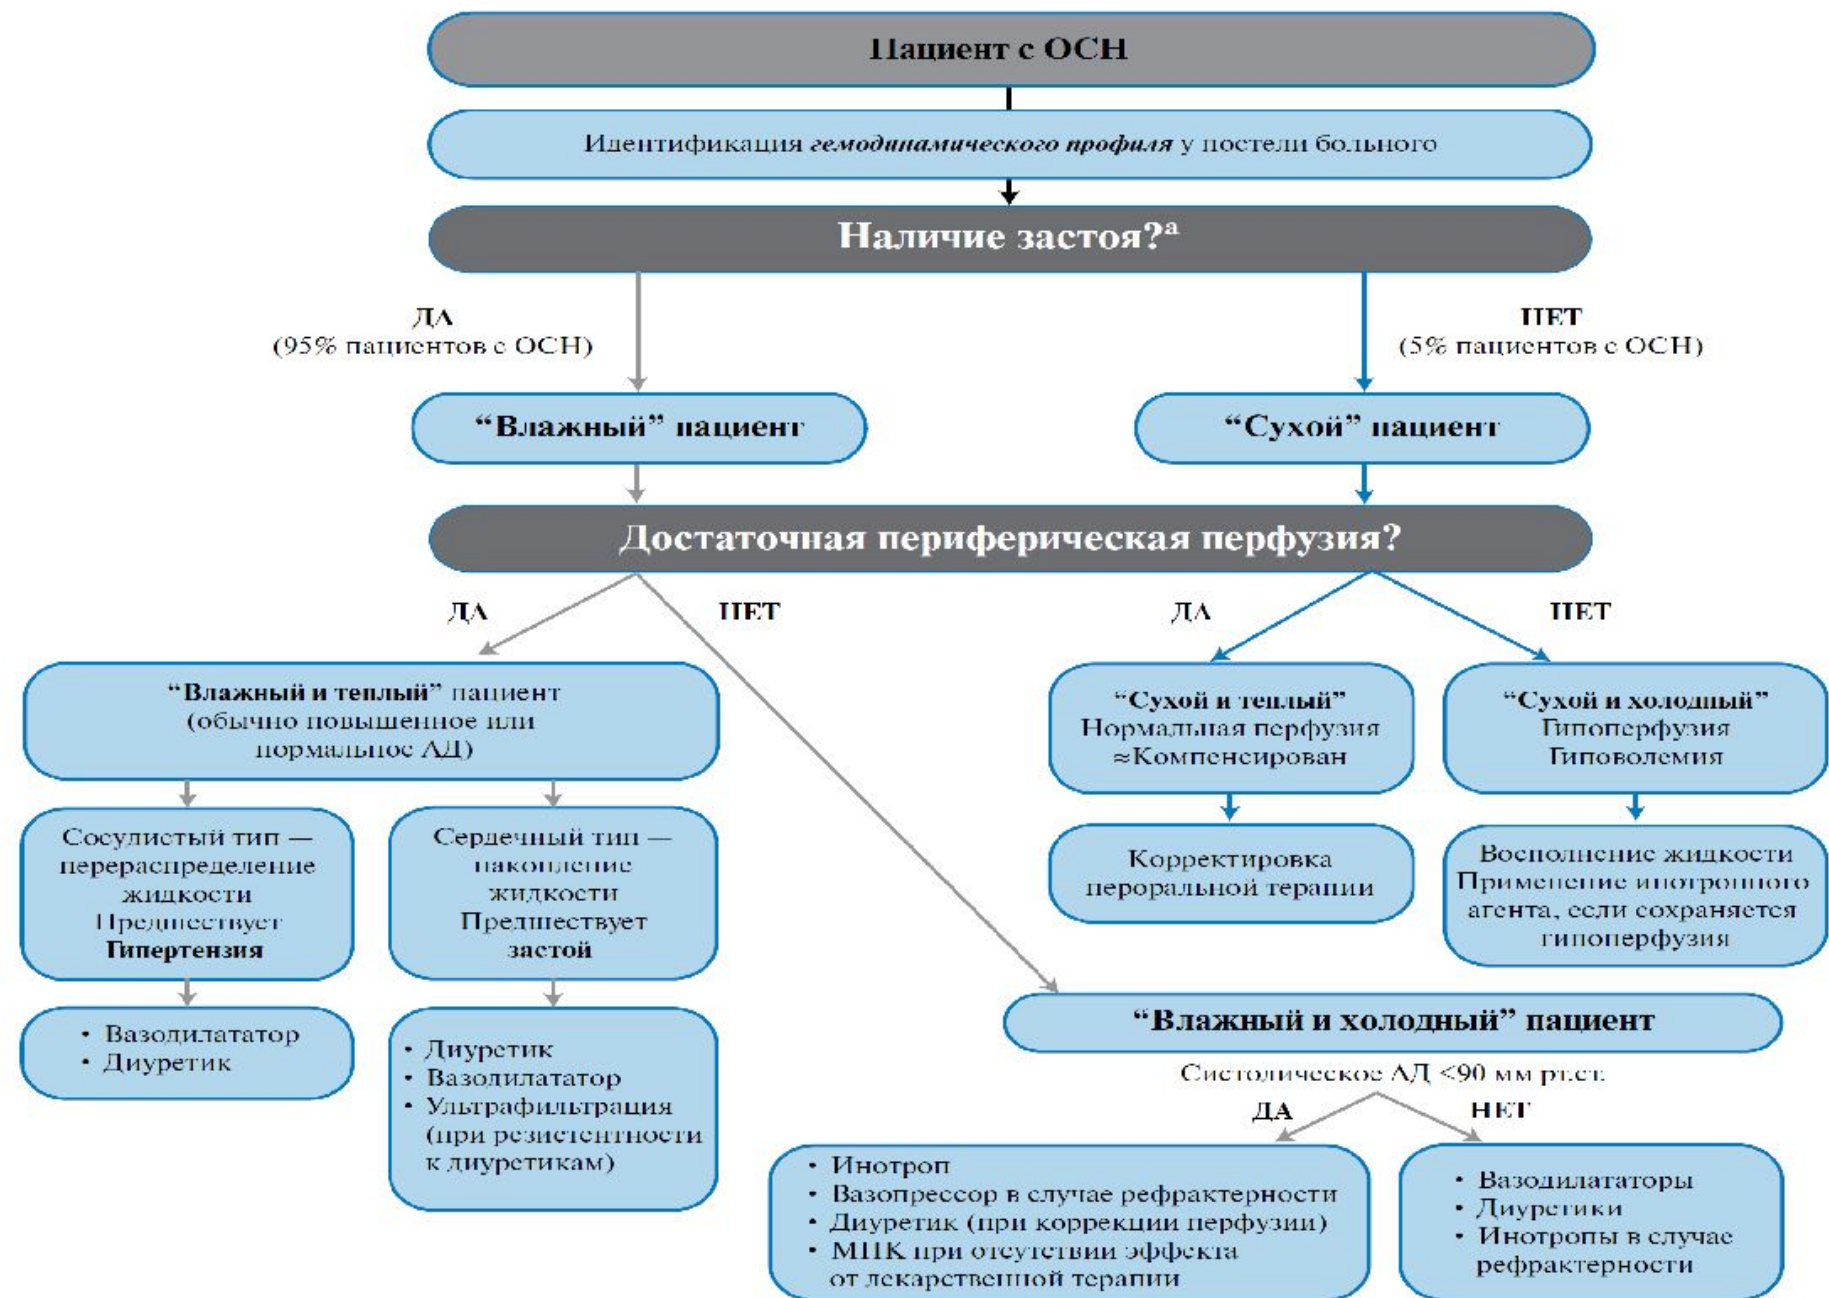 Пациент с ОСН
Идентификация гемодинамического профиля у постели больного
Наличие застоя?ᵃ
ДА
(95% пациентов с ОСН)
НЕТ
(5% пациентов с ОСН)
“Влажный” пациент
“Сухой” пациент
Достаточная периферическая перфузия?
ДА
НЕТ
ДА
НЕТ
“Влажный и теплый” пациент
(обычно повышенное или
нормальное АД)
“Сухой и теплый”
Нормальная перфузия
≈Компенсирован
“Сухой и холодный”
Гипоперфузия
Гиповолемия
Сосудистый тип —
перераспределение
жидкости
Предшествует
Гипертензия
Сердечный тип —
накопление
жидкости
Предшествует
застой
Корректировка
пероральной терапии
Восполнение жидкости
Применение инотропного
агента, если сохраняется
гипоперфузия
• Вазодилататор
• Диуретик
• Диуретик
• Вазодилататор
• Ультрафильтрация
(при резистентности
к диуретикам)
“Влажный и холодный” пациент
Систолическое АД <90 мм рт.ст.
ДА
НЕТ
• Инотроп
• Вазопрессор в случае рефрактерности
• Диуретик (при коррекции перфузии)
• МПК при отсутствии эффекта
от лекарственной терапии
• Вазодилататоры
• Диуретики
• Инотропы в случае
рефрактерности